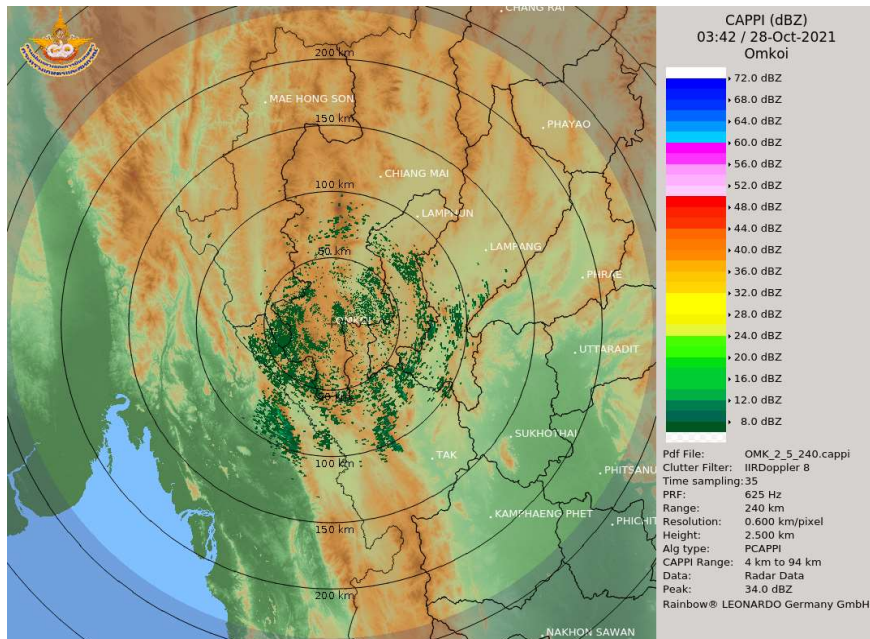 CAPPI (dBZ)
03:42 / 28-Oct-2021
Omkoi
72.0 dBZ
68.0 dBZ
64.0 dBZ
60.0 dBZ
56.0 dBZ
52.0 dBZ
48.0 dBZ
44.0 dBZ
40.0 dBZ
36.0 dBZ
32.0 dBZ
28.0 dBZ
24.0 dBZ
20.0 dBZ
16.0 dBZ
12.0 dBZ
8.0 dBZ
Pdf File: OMK_2_5_240.cappi
Clutter Filter: IIRDoppler 8
Time sampling: 35
PRF: 625 Hz
Range: 240 km
Resolution: 0.600 km/pixel
Height: 2.500 km
Alg type: PCAPPI
CAPPI Range: 4 km to 94 km
Data: Radar Data
Peak: 34.0 dBZ
Rainbow® LEONARDO Germany GmbH
CHANG RAI
200 km
MAE HONG SON
150 km
PHAYAO
CHIANG MAI
100 km
LAMPHUN
50 km
LAMPANG
PHRAE
UTTARADIT
50 km
SUKHOTHAI
TAK
100 km
PHITSANU
KAMPHAENG PHET
PHICHIT
150 km
200 km
NAKHON SAWAN